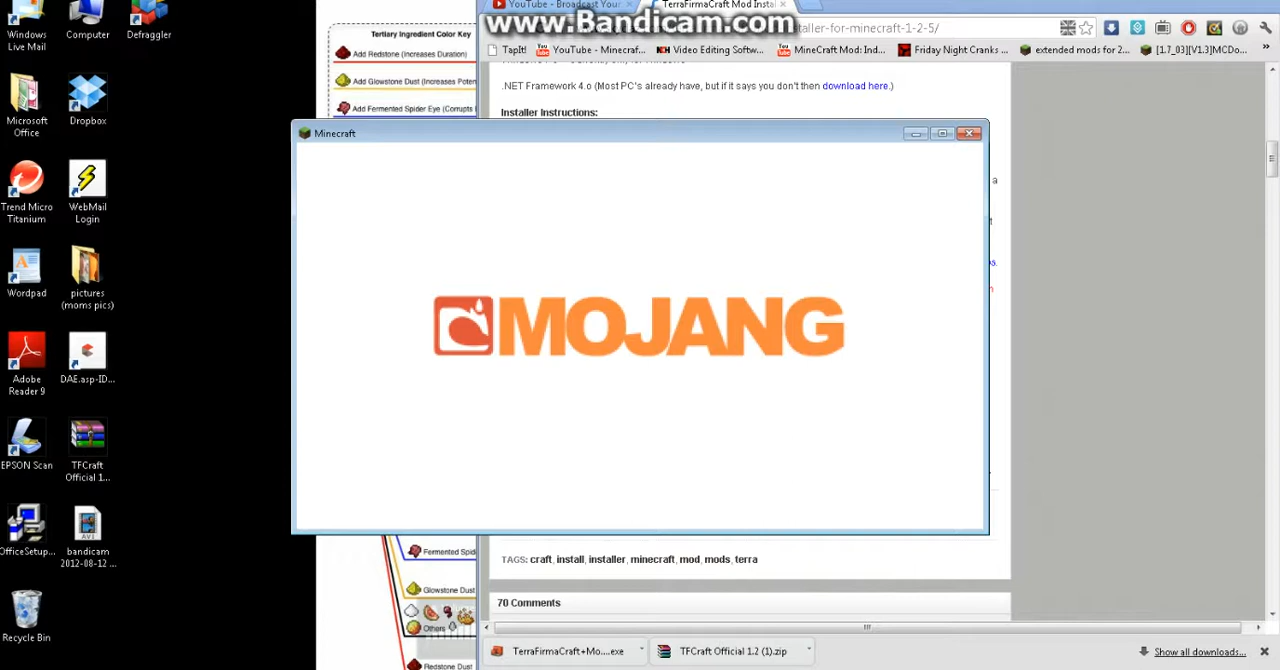 Windows
Live Mail
Computer
Defraggler
Microsoft
Office
Dropbox
Trend Micro
Titanium
WebMail
Login
Wordpad
pictures
(moms pics)
Adobe
Reader 9
DAE.asp-ID...
EPSON Scan
TFCraft
Official 1...
OfficeSetup...
bandicam
2012-08-12 ...
Recycle Bin
Tertiary Ingredient Color Key
Add Redstone (Increases Duration)
Add Glowstone Dust (Increases Poten
Add Fermented Spider Eye (Corrupts
YouTube - Broadcast Your
TerraFirmaCraft Mod Instal
www.Bandicam.com
aller-for-minecraft-1-2-5/
TapIt!
YouTube - Minecraf...
Video Editing Softw...
MineCraft Mod: Ind...
Friday Night Cranks ...
extended mods for 2...
[1.7_03][V1.3]MCDo...
»
.NET Framework 4.o (Most PC's already have, but if it says you don't then download here.)
Installer Instructions:
Minecraft
a
MOJANG
Fermented Spid
Glowstone Dust
Others
Redstone Dust
TAGS: craft, install, installer, minecraft, mod, mods, terra
70 Comments
TerraFirmaCraft+Mo....exe
TFCraft Official 1.2 (1).zip
Show all downloads...